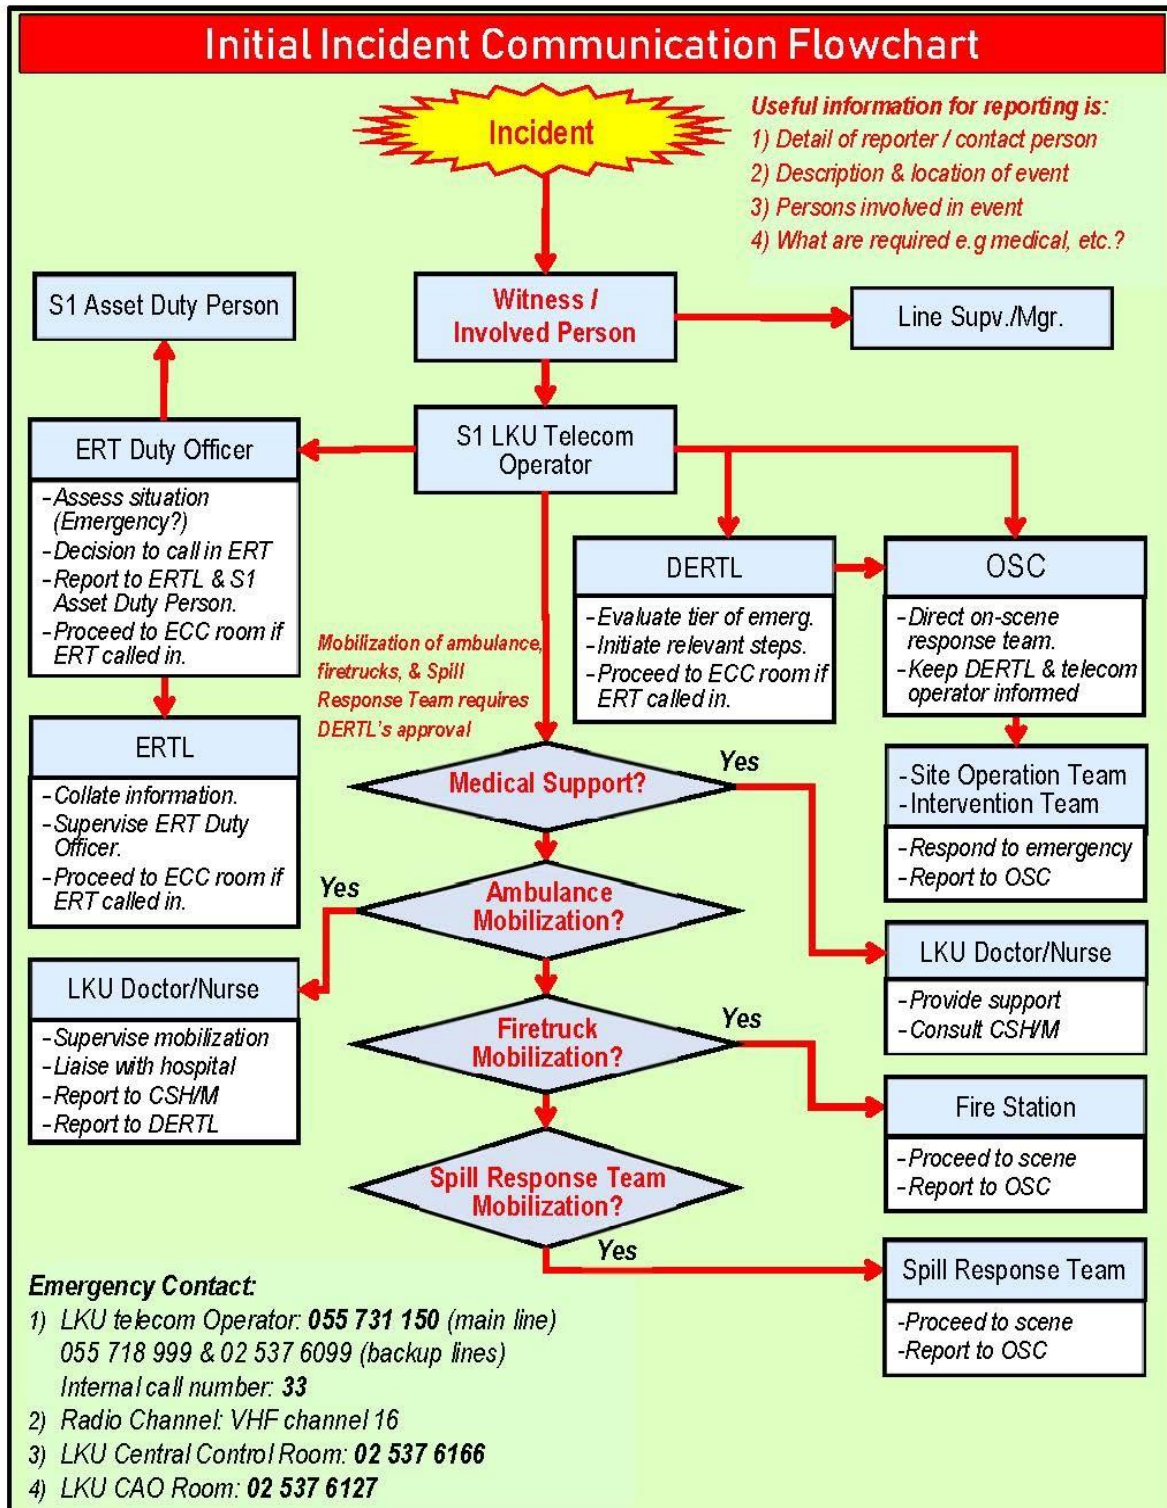 Initial Incident Communication Flowchart
Incident
Useful information for reporting is:
1) Detail of reporter / contact person
2) Description & location of event
3) Persons involved in event
4) What are required e.g medical, etc.?
S1 Asset Duty Person
Witness /
Involved Person
Line Supv./Mgr.
ERT Duty Officer
-Assess situation
(Emergency?)
-Decision to call in ERT
-Report to ERTL & S1
Asset Duty Person.
-Proceed to ECC room if
ERT called in.
S1 LKU Telecom
Operator
DERTL
-Evaluate tier of emerg.
-Initiate relevant steps.
-Proceed to ECC room if
ERT called in.
OSC
-Direct on-scene
response team.
-Keep DERTL & telecom
operator informed
Mobilization of ambulance,
firetrucks, & Spill
Response Team requires
DERTL's approval
ERTL
-Collate information.
-Supervise ERT Duty
Officer.
-Proceed to ECC room if
ERT called in.
Medical Support?
Yes
-Site Operation Team
-Intervention Team
-Respond to emergency
-Report to OSC
Yes
Ambulance
Mobilization?
LKU Doctor/Nurse
-Supervise mobilization
-Liaise with hospital
-Report to CSH/M
-Report to DERTL
LKU Doctor/Nurse
-Provide support
-Consult CSH/M
Firetruck
Mobilization?
Yes
Fire Station
-Proceed to scene
-Report to OSC
Spill Response Team
Mobilization?
Yes
Spill Response Team
-Proceed to scene
-Report to OSC
Emergency Contact:
1) LKU telecom Operator: 055 731 150 (main line)
055 718 999 & 02 537 6099 (backup lines)
Internal call number: 33
2) Radio Channel: VHF channel 16
3) LKU Central Control Room: 02 537 6166
4) LKU CAO Room: 02 537 6127